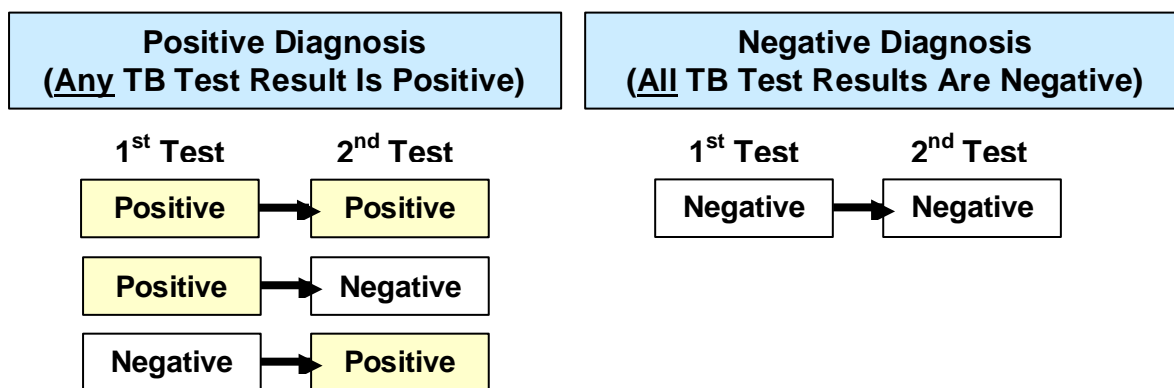 Positive Diagnosis
(Any TB Test Result Is Positive)
1st Test 2nd Test
Positive Positive
Positive Negative
Negative Positive
Negative Diagnosis
(All TB Test Results Are Negative)
1st Test 2nd Test
Negative Negative